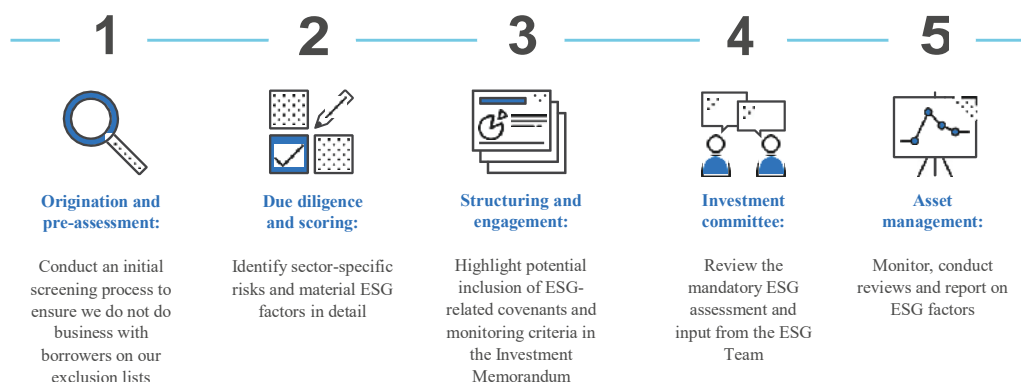 1
2
3
4
5
Origination and
pre-assessment:
Conduct an initial
screening process to
ensure we do not do
business with
borrowers on our
exclusion lists
Due diligence
and scoring:
Identify sector-specific
risks and material ESG
factors in detail
Structuring and
engagement:
Highlight potential
inclusion of ESG-
related covenants and
monitoring criteria in
the Investment
Memorandum
Investment
committee:
Review the
mandatory ESG
assessment and
input from the ESG
Team
Asset
management:
Monitor, conduct
reviews and report on
ESG factors